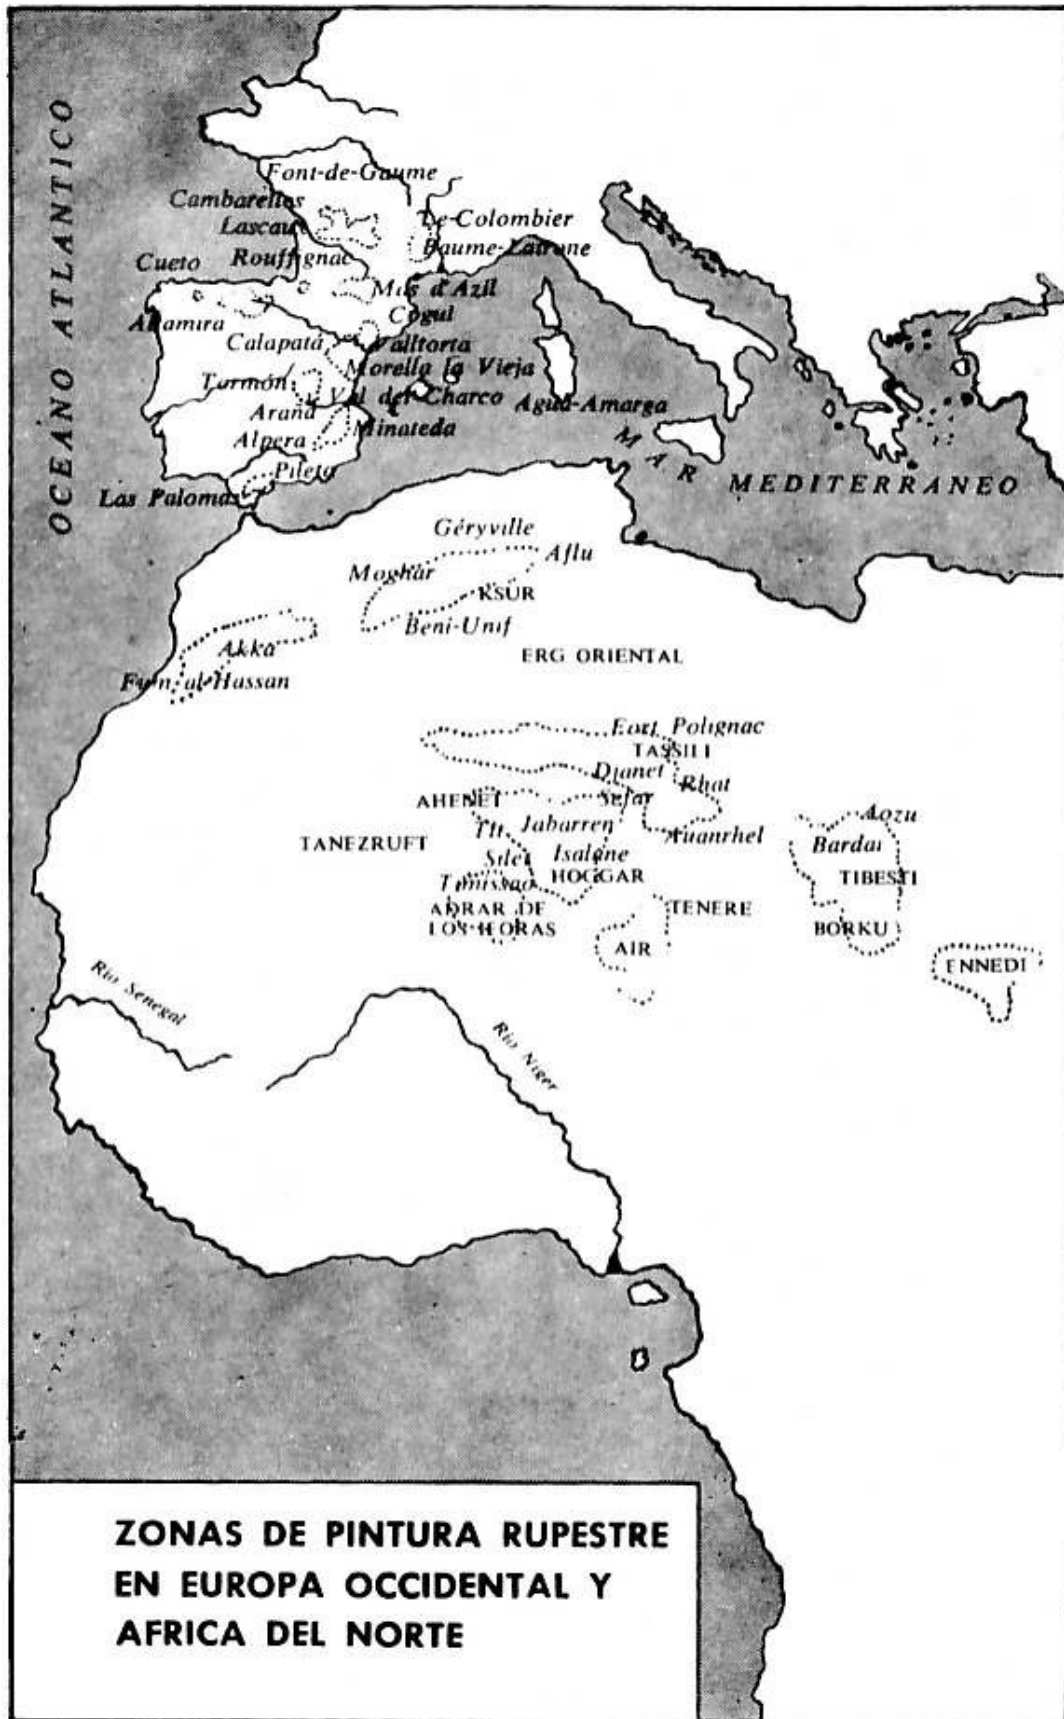 OCEANO ATLANTICO
Font-de-Gaume
Cambarelles
Lascaux
Le-Colombier
Rouffignac
Baume-Latrone
Cueto
Mas d'Azil
Altamira
Cogul
Calapatá
Valltorta
Morella la Vieja
Tormón
Val del Charco
Agua-Amarga
Araña
Minateda
Alpera
Pileta
Las Palomas
MAR MEDITERRANEO
Géryville
Aflu
Moghar
KSUR
Beni-Unif
Akka
ERG ORIENTAL
Fum-al-Hassan
Fort Polignac
TASSILI
Djanet
Rhat
AHENET
Sefar
Aozu
Jabarren
Auanrhel
TANEZRUFT
Bardai
Silet
Isalene
HOGGAR
TIBESTI
Timissao
ADRAR DE
LOS IFORAS
TENERE
AIR
BORKU
ENNEDI
Rio Senegal
Rio Niger
ZONAS DE PINTURA RUPESTRE
EN EUROPA OCCIDENTAL Y
AFRICA DEL NORTE